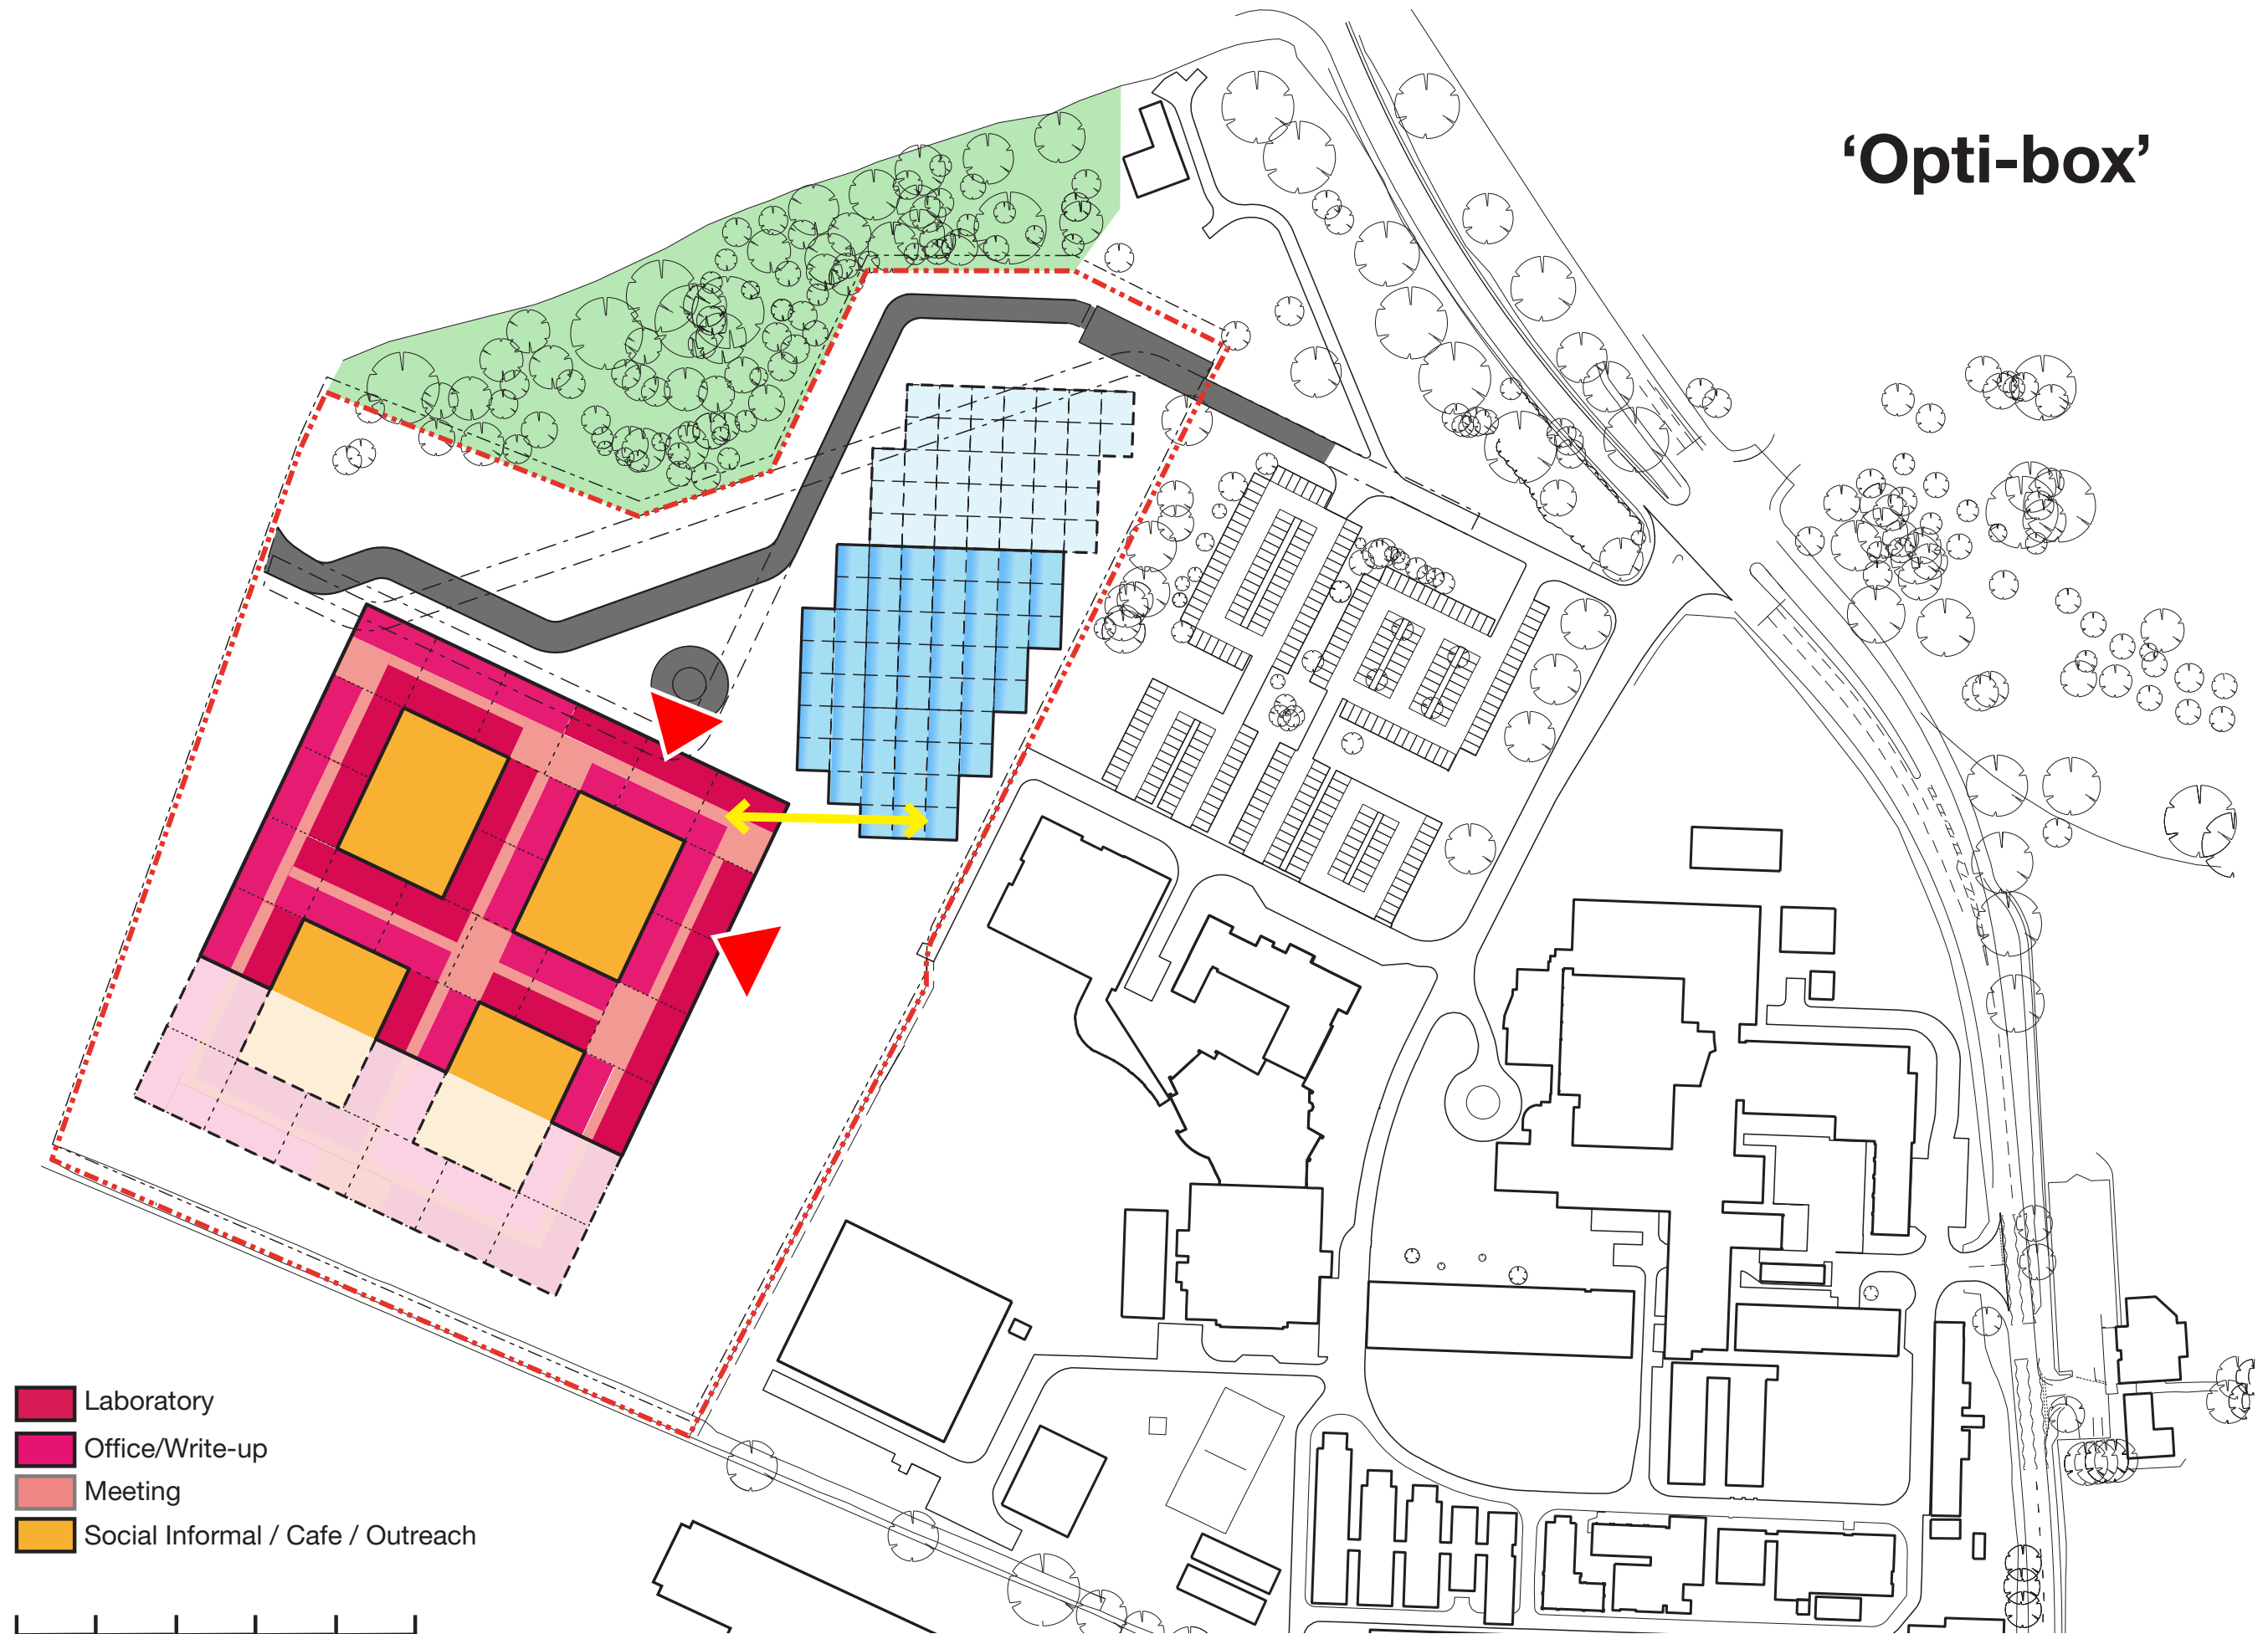 ‘Opti-box’
Laboratory
Office/Write-up
Meeting
Social Informal / Cafe / Outreach